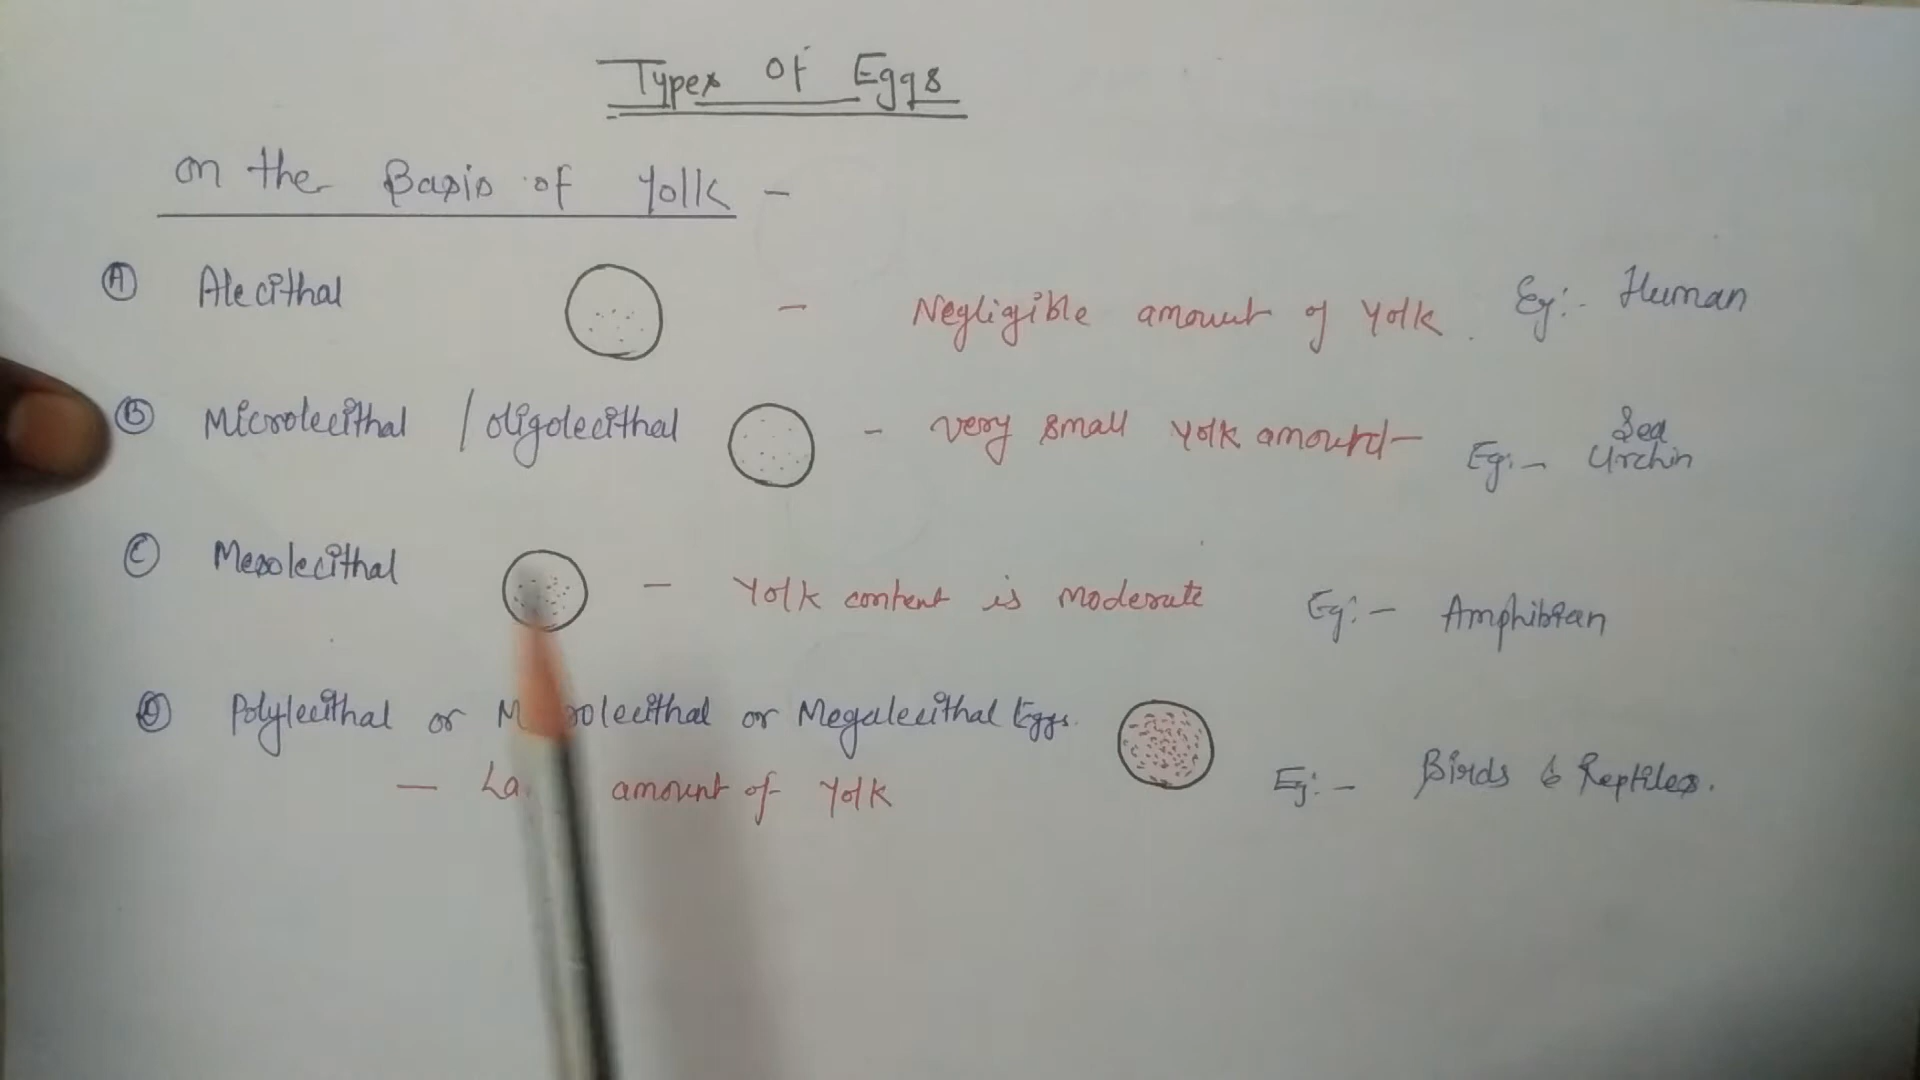 Types Of Eggs
on the Basis of Yolk -
(A) Alecithal - Negligible amount of Yolk. Eg:- Human
(B) Microlecithal / oligolecithal - very small yolk amount Eg:- Sea Urchin
(C) Mesolecithal - Yolk content is moderate Eg:- Amphibian
(D) Polylecithal or or Megalecithal Eggs.
- amount of Yolk Eg:- Birds & Reptiles.